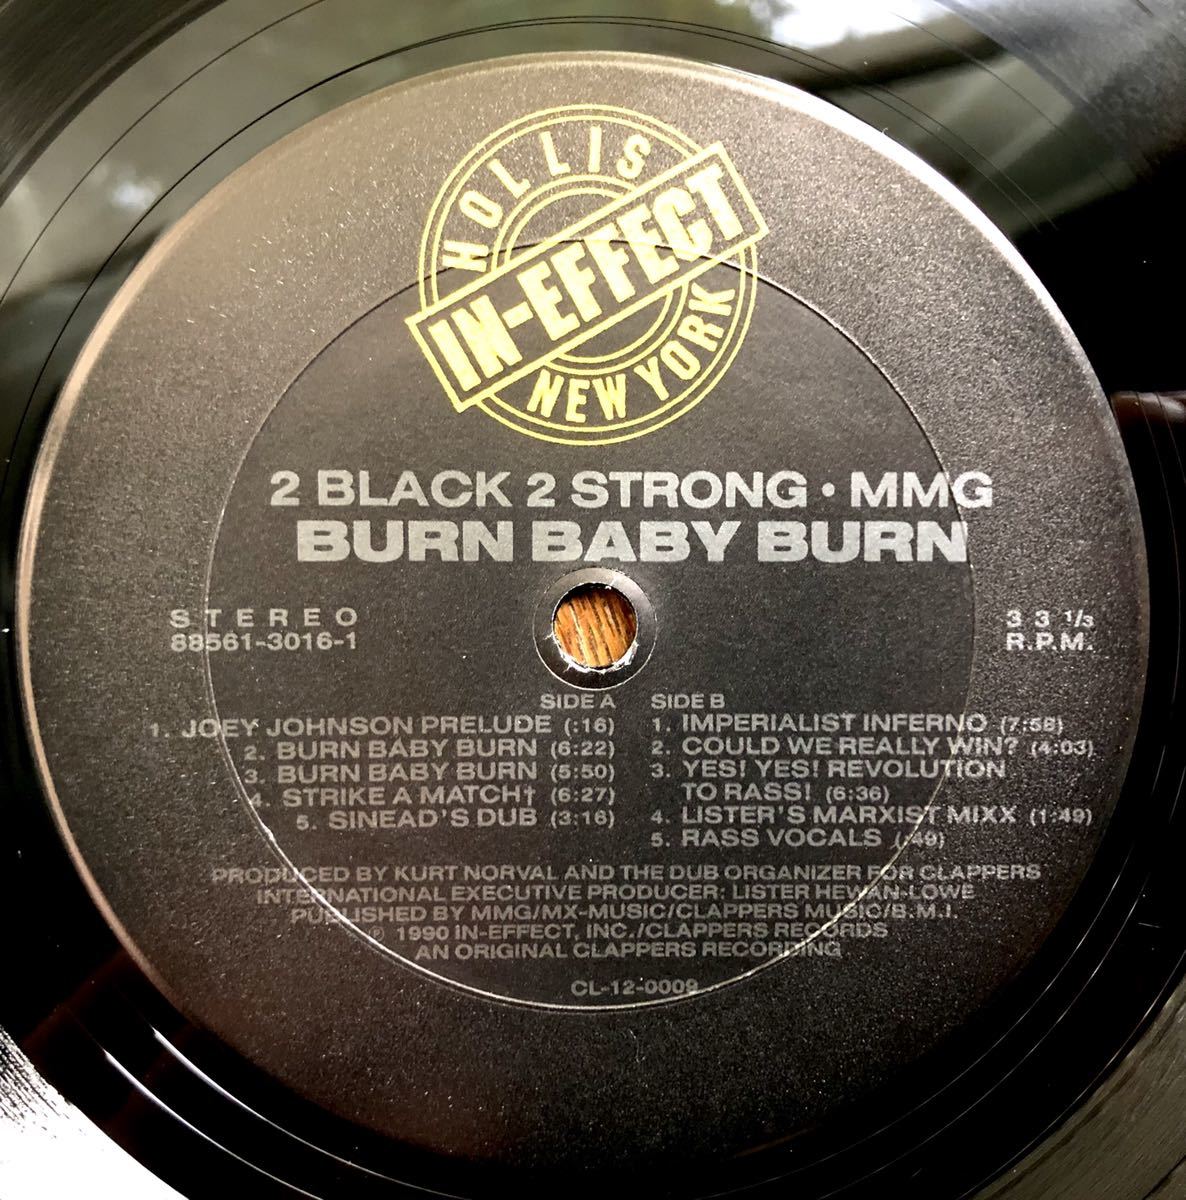 HOLLIS
IN-EFFECT
NEW YORK
2 BLACK 2 STRONG • MMG
BURN BABY BURN
STEREO
88561-3016-1
33 1/3
R.P.M.
SIDE A
1. JOEY JOHNSON PRELUDE (:16)
2. BURN BABY BURN (6:22)
3. BURN BABY BURN (5:50)
4. STRIKE A MATCH† (6:27)
5. SINEAD'S DUB (3:16)
SIDE B
1. IMPERIALIST INFERNO (7:58)
2. COULD WE REALLY WIN? (4:03)
3. YES! YES! REVOLUTION
TO RASS! (6:36)
4. LISTER'S MARXIST MIXX (1:49)
5. RASS VOCALS (:49)
PRODUCED BY KURT NORVAL AND THE DUB ORGANIZER FOR CLAPPERS
INTERNATIONAL EXECUTIVE PRODUCER: LISTER HEWAN-LOWE
PUBLISHED BY MMG/MX-MUSIC/CLAPPERS MUSIC/B.M.I.
℗ 1990 IN-EFFECT, INC./CLAPPERS RECORDS
AN ORIGINAL CLAPPERS RECORDING
CL-12-0009